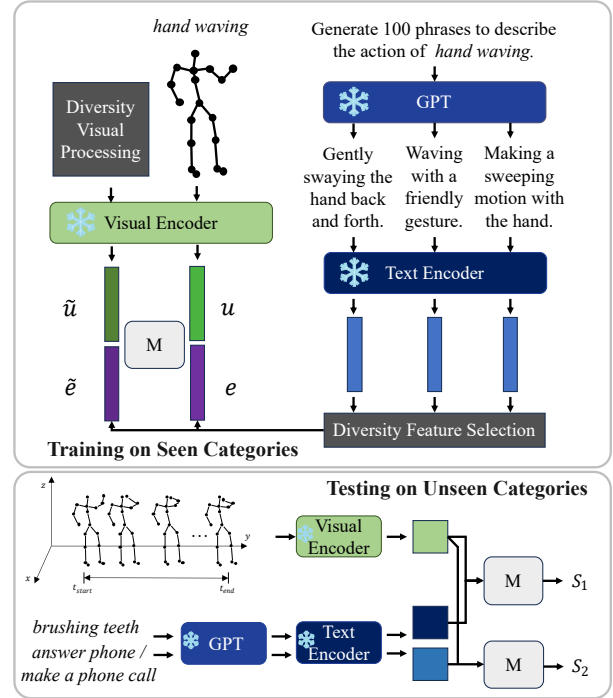 hand waving
Diversity
Visual
Processing
Visual Encoder
ũ
u
M
ẽ
e
Training on Seen Categories
Generate 100 phrases to describe
the action of hand waving.
GPT
Gently
swaying the
hand back
and forth.
Waving
with a
friendly
gesture.
Making a
sweeping
motion with
the hand.
Text Encoder
Diversity Feature Selection
Testing on Unseen Categories
z
y
x
...
t_start
t_end
Visual
Encoder
M
S₁
brushing teeth
answer phone /
make a phone call
GPT
Text
Encoder
M
S₂